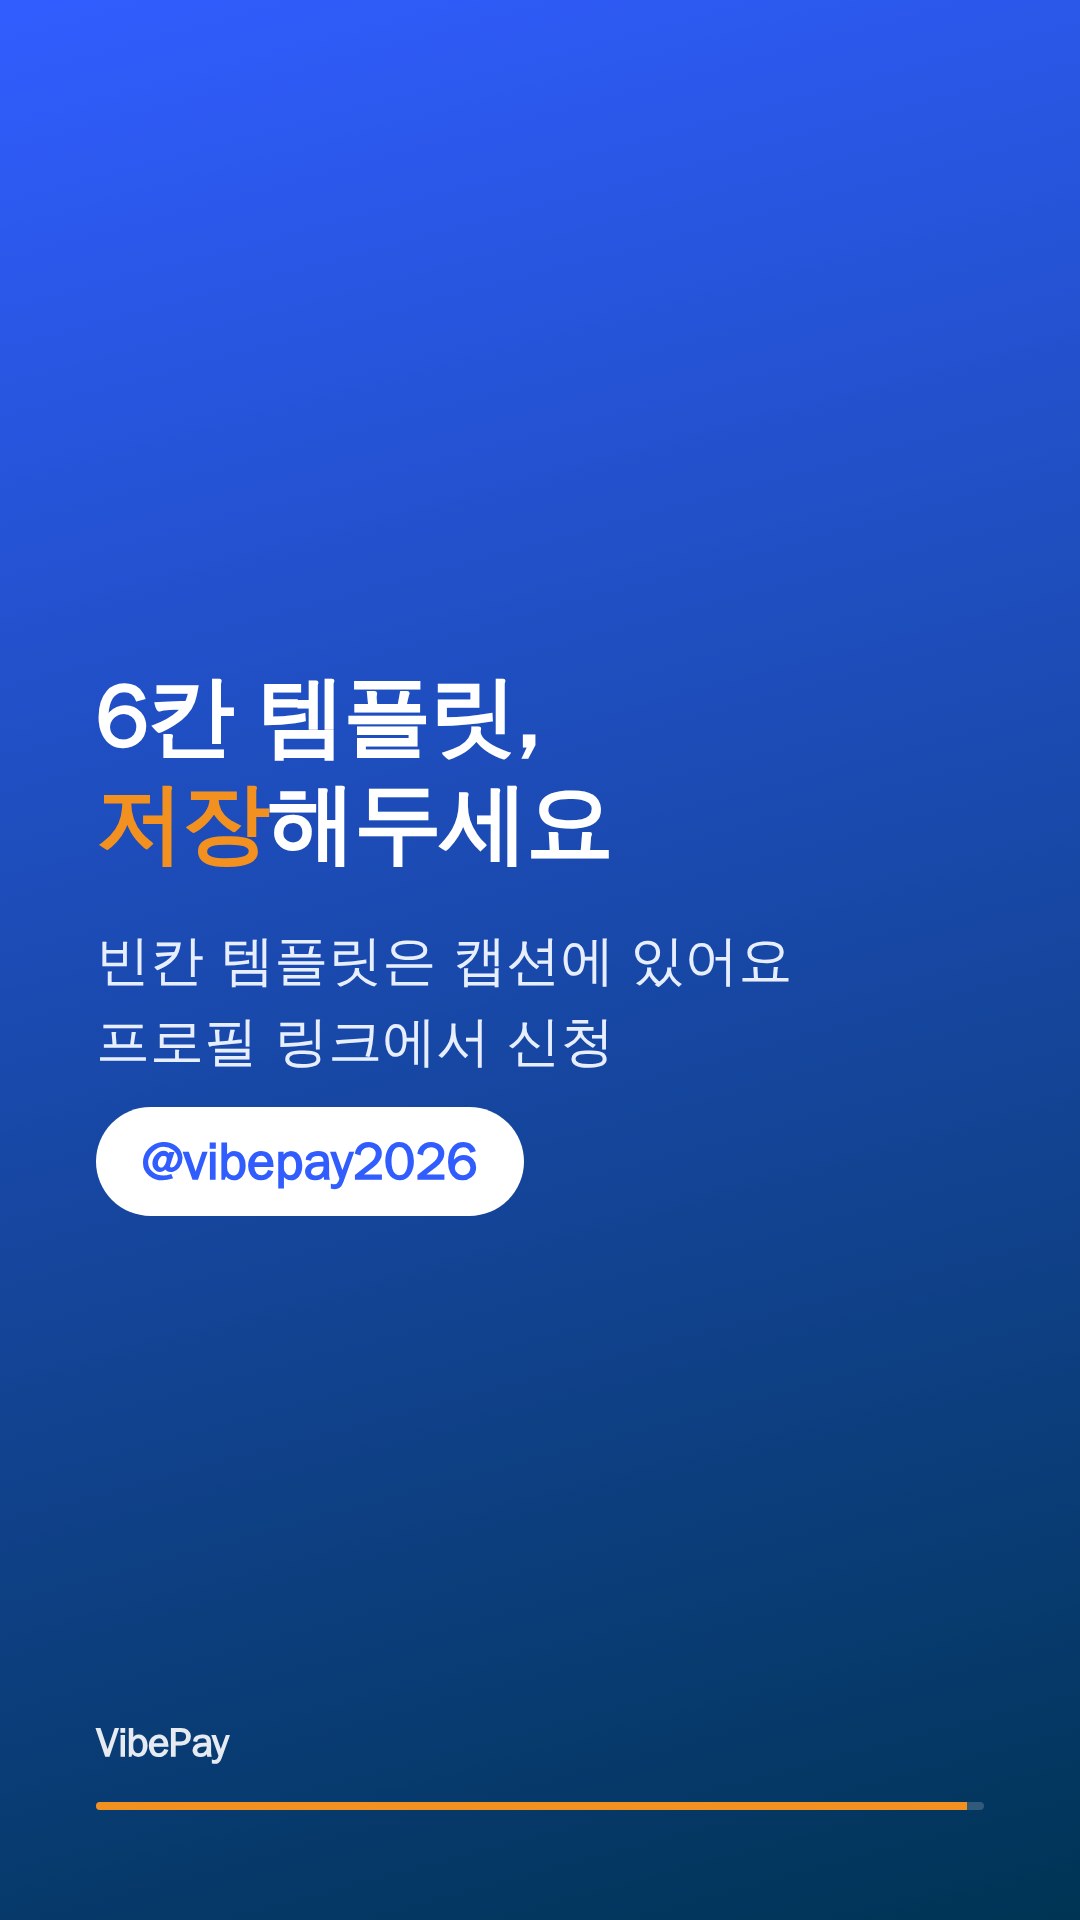 6칸 템플릿,
저장해두세요
빈칸 템플릿은 캡션에 있어요
프로필 링크에서 신청
@vibepay2026
VibePay